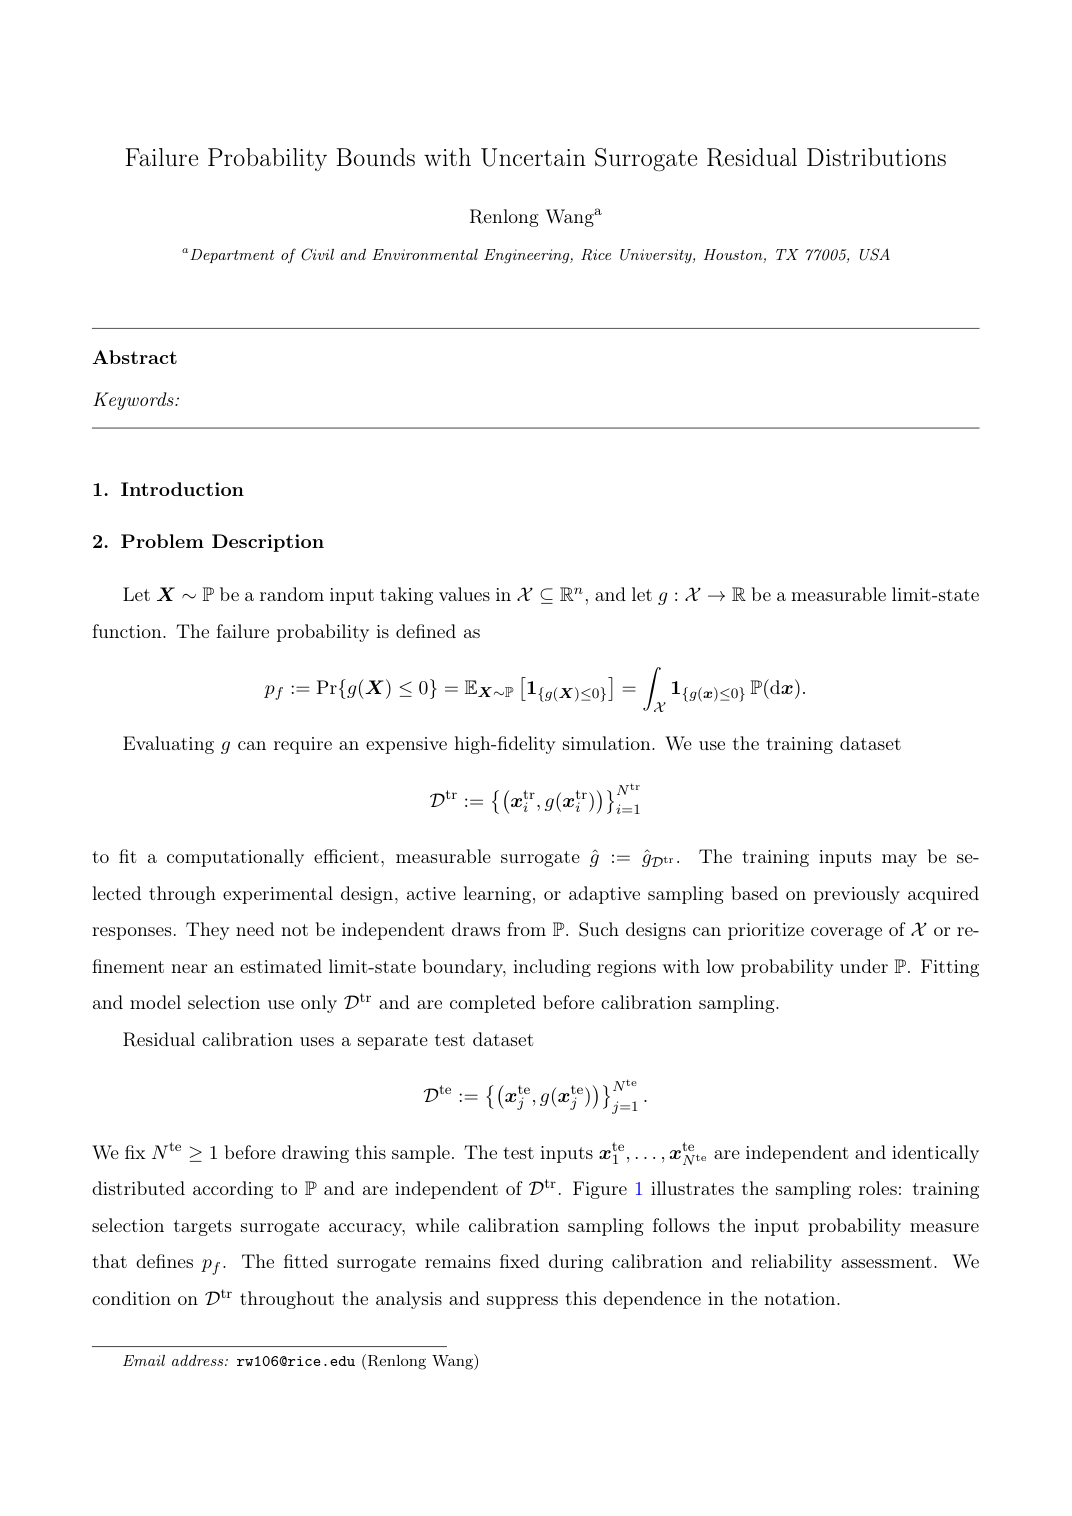 Failure Probability Bounds with Uncertain Surrogate Residual Distributions
Renlong Wangᵃ
ᵃDepartment of Civil and Environmental Engineering, Rice University, Houston, TX 77005, USA
Abstract
Keywords:
1. Introduction
2. Problem Description
Let 𝑿 ∼ ℙ be a random input taking values in 𝒳 ⊆ ℝⁿ, and let g : 𝒳 → ℝ be a measurable limit-state
function. The failure probability is defined as
p_f := Pr{g(𝑿) ≤ 0} = 𝔼_{𝑿∼ℙ} [𝟏_{{g(𝑿)≤0}}] = ∫_𝒳 𝟏_{{g(𝒙)≤0}} ℙ(d𝒙).
Evaluating g can require an expensive high-fidelity simulation. We use the training dataset
𝒟^tr := {(𝒙_i^tr, g(𝒙_i^tr))}_{i=1}^{N^tr}
to fit a computationally efficient, measurable surrogate ĝ := ĝ_{𝒟^tr}. The training inputs may be se-
lected through experimental design, active learning, or adaptive sampling based on previously acquired
responses. They need not be independent draws from ℙ. Such designs can prioritize coverage of 𝒳 or re-
finement near an estimated limit-state boundary, including regions with low probability under ℙ. Fitting
and model selection use only 𝒟^tr and are completed before calibration sampling.
Residual calibration uses a separate test dataset
𝒟^te := {(𝒙_j^te, g(𝒙_j^te))}_{j=1}^{N^te}.
We fix N^te ≥ 1 before drawing this sample. The test inputs 𝒙_1^te, . . . , 𝒙_{N^te}^te are independent and identically
distributed according to ℙ and are independent of 𝒟^tr. Figure 1 illustrates the sampling roles: training
selection targets surrogate accuracy, while calibration sampling follows the input probability measure
that defines p_f. The fitted surrogate remains fixed during calibration and reliability assessment. We
condition on 𝒟^tr throughout the analysis and suppress this dependence in the notation.
Email address: rw106@rice.edu (Renlong Wang)